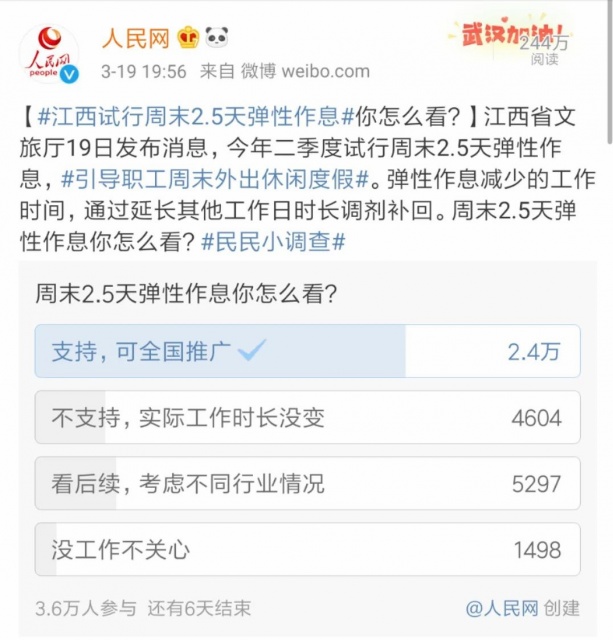 人民网
武汉加油!
244万
阅读
人民网
people
3-19 19:56 来自 微博 weibo.com
【#江西试行周末2.5天弹性作息#你怎么看？】江西省文
旅厅19日发布消息，今年二季度试行周末2.5天弹性作
息，#引导职工周末外出休闲度假#。弹性作息减少的工作
时间，通过延长其他工作日时长调剂补回。周末2.5天弹
性作息你怎么看？#民民小调查#
周末2.5天弹性作息你怎么看？
支持，可全国推广 2.4万
不支持，实际工作时长没变 4604
看后续，考虑不同行业情况 5297
没工作不关心 1498
3.6万人参与 还有6天结束 @人民网 创建